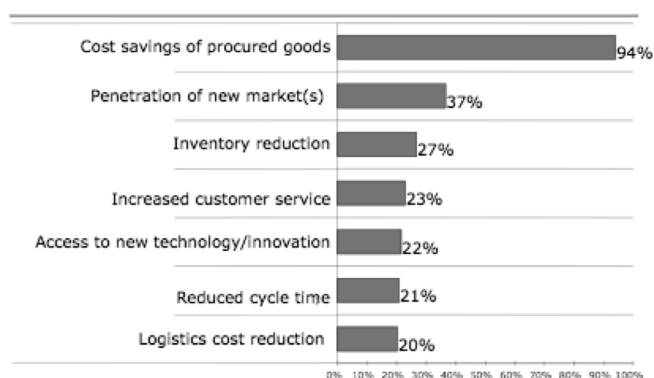 Cost savings of procured goods 94%
Penetration of new market(s) 37%
Inventory reduction 27%
Increased customer service 23%
Access to new technology/innovation 22%
Reduced cycle time 21%
Logistics cost reduction 20%
0% 10% 20% 30% 40% 50% 60% 70% 80% 90% 100%